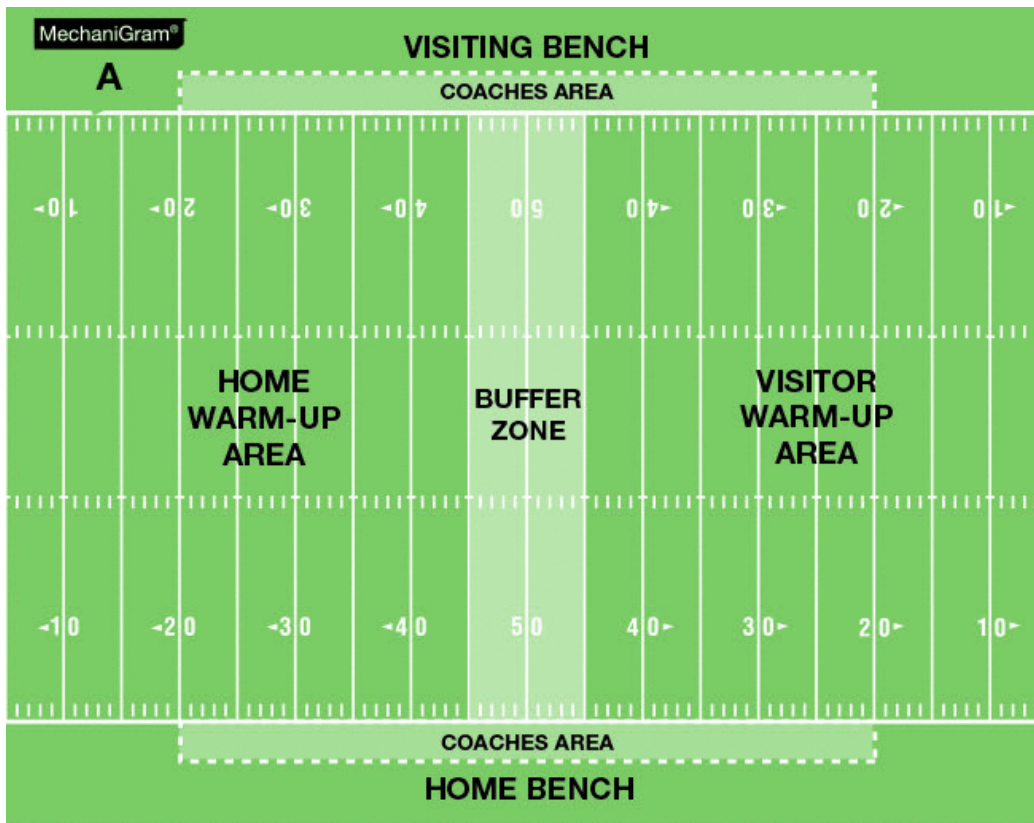 MechaniGram®
A
VISITING BENCH
COACHES AREA
◄10 ◄20 ◄30 ◄40 50 40► 30► 20► 10►
HOME
WARM-UP
AREA
BUFFER
ZONE
VISITOR
WARM-UP
AREA
◄10 ◄20 ◄30 ◄40 50 40► 30► 20► 10►
COACHES AREA
HOME BENCH